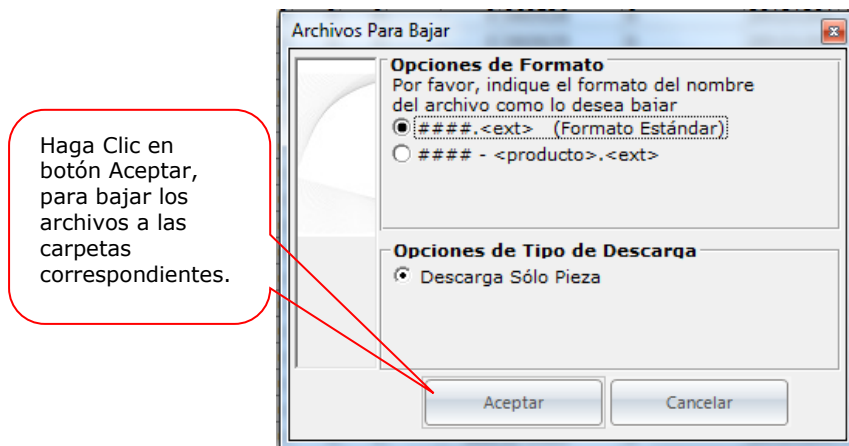 Archivos Para Bajar
Opciones de Formato
Por favor, indique el formato del nombre
del archivo como lo desea bajar
####.<ext> (Formato Estándar)
#### - <producto>.<ext>
Haga Clic en
botón Aceptar,
para bajar los
archivos a las
carpetas
correspondientes.
Opciones de Tipo de Descarga
Descarga Sólo Pieza
Aceptar
Cancelar